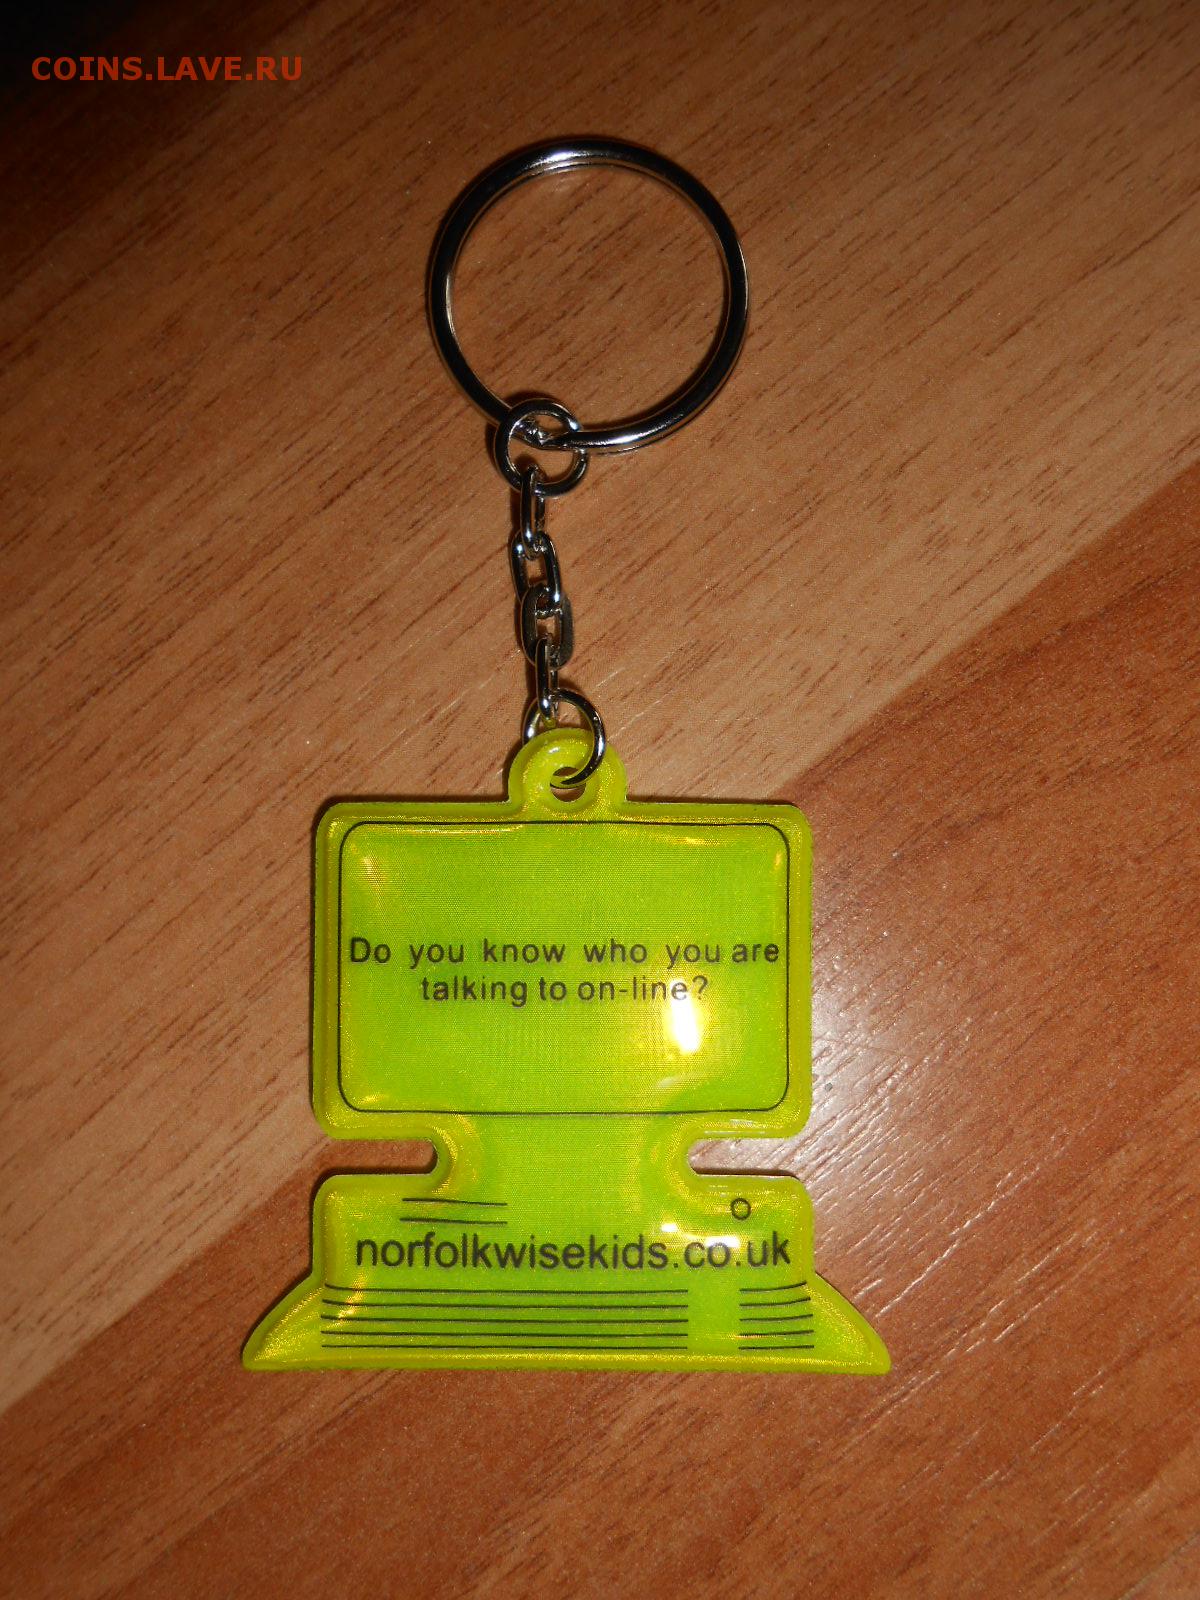 COINS.LAVE.RU
Do you know who you are
talking to on-line?
norfolkwisekids.co.uk